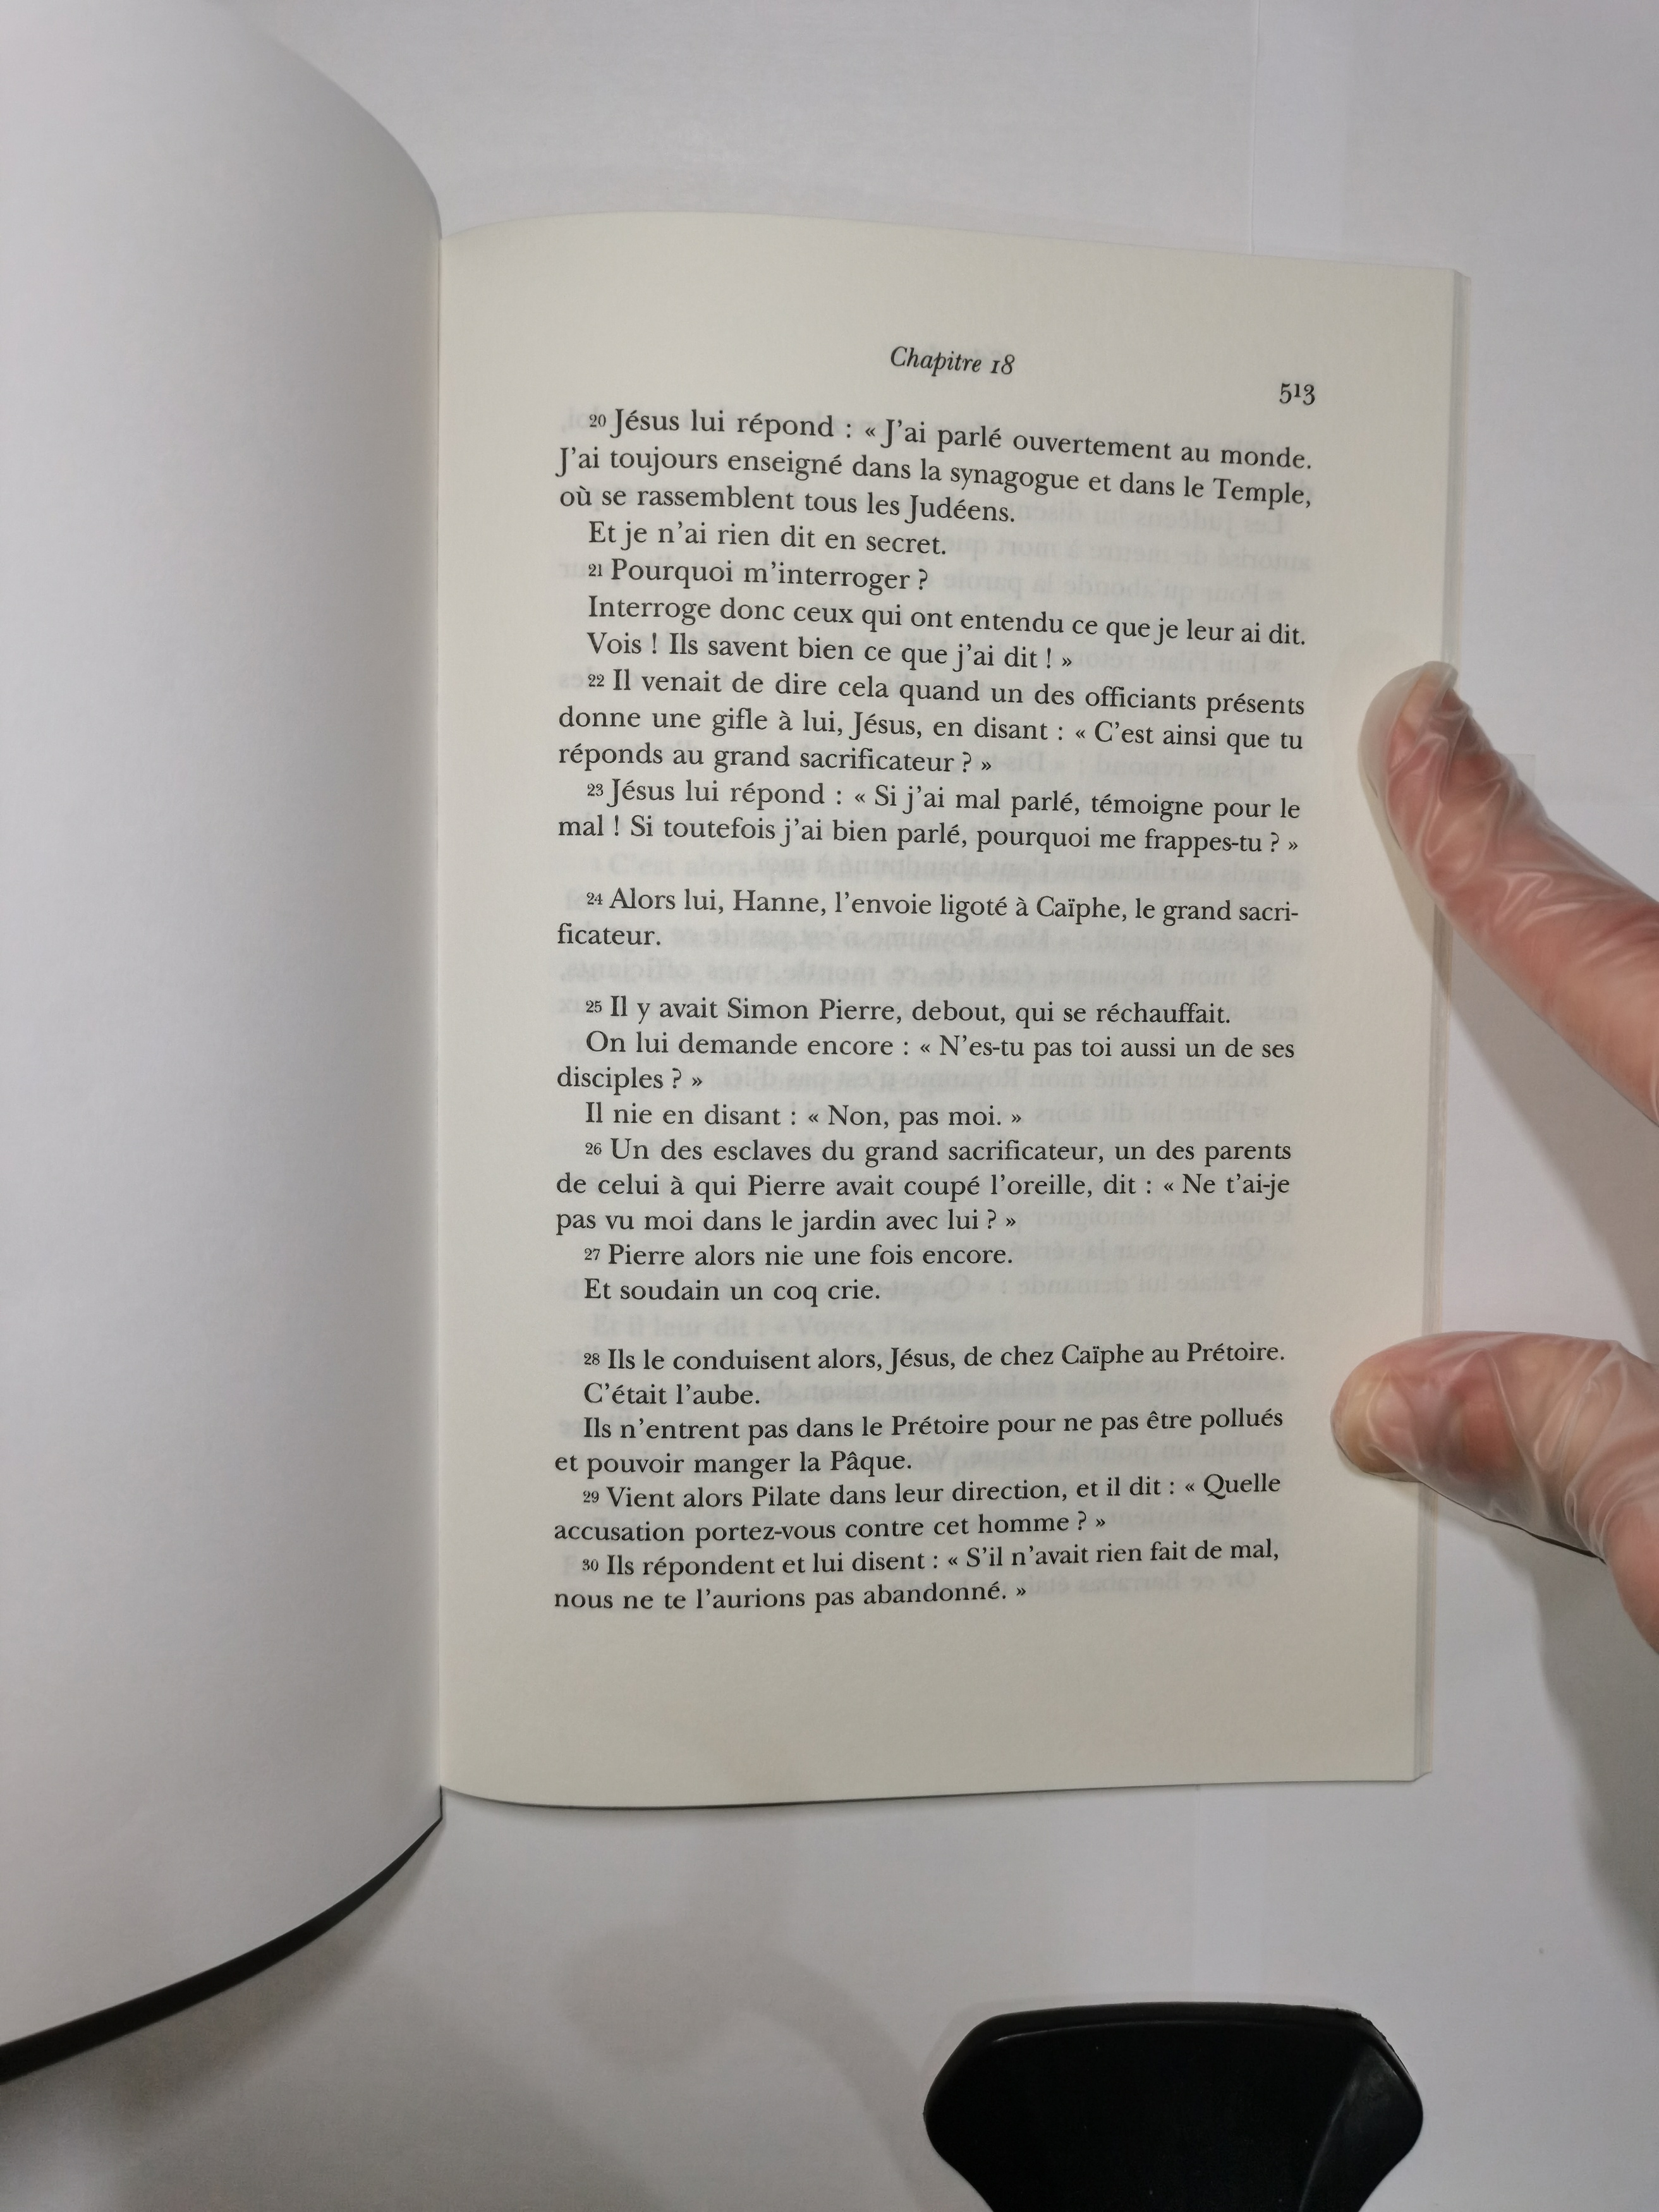 Chapitre 18
513
20 Jésus lui répond : « J'ai parlé ouvertement au monde.
J'ai toujours enseigné dans la synagogue et dans le Temple,
où se rassemblent tous les Judéens.
Et je n'ai rien dit en secret.
21 Pourquoi m'interroger ?
Interroge donc ceux qui ont entendu ce que je leur ai dit.
Vois ! Ils savent bien ce que j'ai dit ! »
22 Il venait de dire cela quand un des officiants présents
donne une gifle à lui, Jésus, en disant : « C'est ainsi que tu
réponds au grand sacrificateur ? »
23 Jésus lui répond : « Si j'ai mal parlé, témoigne pour le
mal ! Si toutefois j'ai bien parlé, pourquoi me frappes-tu ? »
24 Alors lui, Hanne, l'envoie ligoté à Caïphe, le grand sacri-
ficateur.
25 Il y avait Simon Pierre, debout, qui se réchauffait.
On lui demande encore : « N'es-tu pas toi aussi un de ses
disciples ? »
Il nie en disant : « Non, pas moi. »
26 Un des esclaves du grand sacrificateur, un des parents
de celui à qui Pierre avait coupé l'oreille, dit : « Ne t'ai-je
pas vu moi dans le jardin avec lui ? »
27 Pierre alors nie une fois encore.
Et soudain un coq crie.
28 Ils le conduisent alors, Jésus, de chez Caïphe au Prétoire.
C'était l'aube.
Ils n'entrent pas dans le Prétoire pour ne pas être pollués
et pouvoir manger la Pâque.
29 Vient alors Pilate dans leur direction, et il dit : « Quelle
accusation portez-vous contre cet homme ? »
30 Ils répondent et lui disent : « S'il n'avait rien fait de mal,
nous ne te l'aurions pas abandonné. »